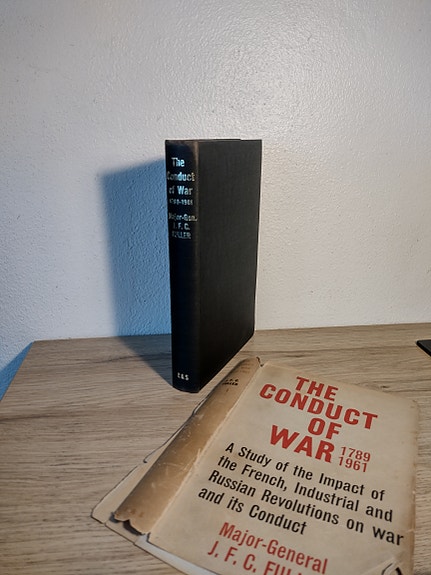 The
Conduct
of War
1789-1961
Major-Gen.
J. F. C.
FULLER
E & S
THE
CONDUCT
OF
WAR 1789
1961
A Study of the Impact of
the French, Industrial and
Russian Revolutions on War
and its Conduct
Major-General
J. F. C. FULLE